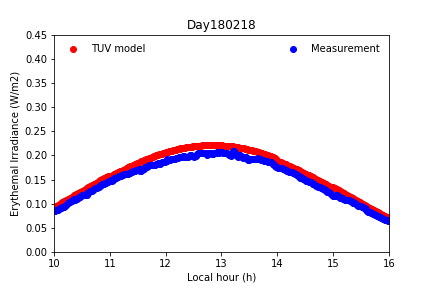 Day180218
TUV model
Measurement
Erythemal Irradiance (W/m2)
0.45
0.40
0.35
0.30
0.25
0.20
0.15
0.10
0.05
0.00
10 11 12 13 14 15 16
Local hour (h)